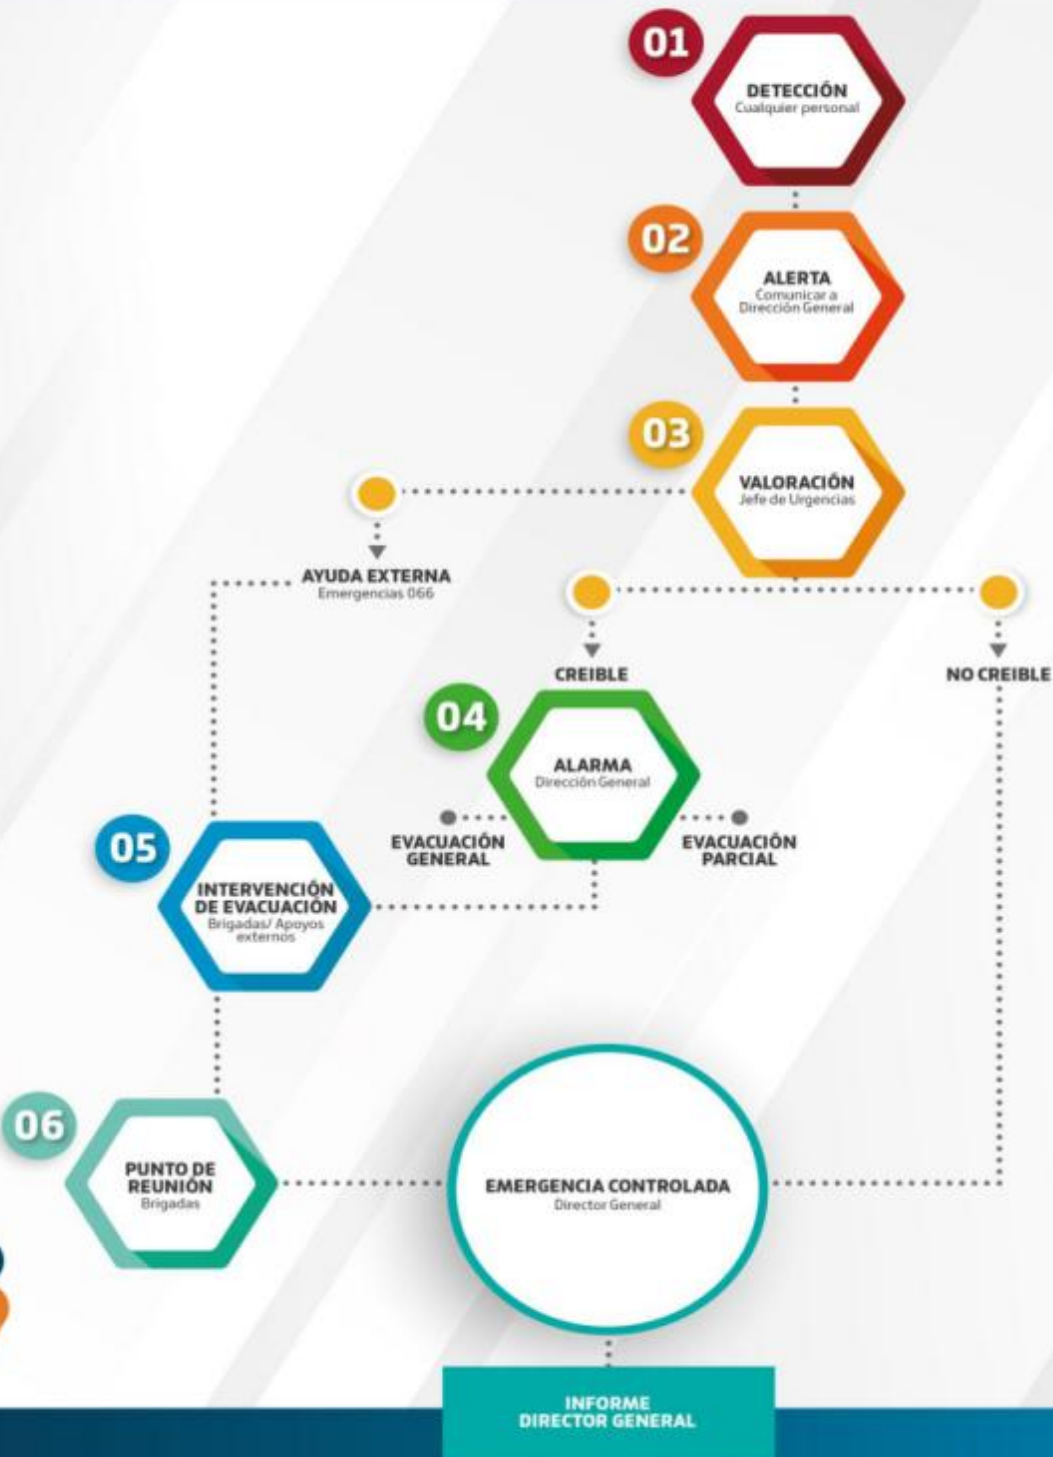 01
DETECCIÓN
Cualquier personal
02
ALERTA
Comunicar a
Dirección General
03
VALORACIÓN
Jefe de Urgencias
AYUDA EXTERNA
Emergencias 066
CREIBLE
NO CREIBLE
04
ALARMA
Dirección General
EVACUACIÓN
GENERAL
EVACUACIÓN
PARCIAL
05
INTERVENCIÓN
DE EVACUACIÓN
Brigadas/ Apoyos
externos
06
PUNTO DE
REUNIÓN
Brigadas
EMERGENCIA CONTROLADA
Director General
INFORME
DIRECTOR GENERAL